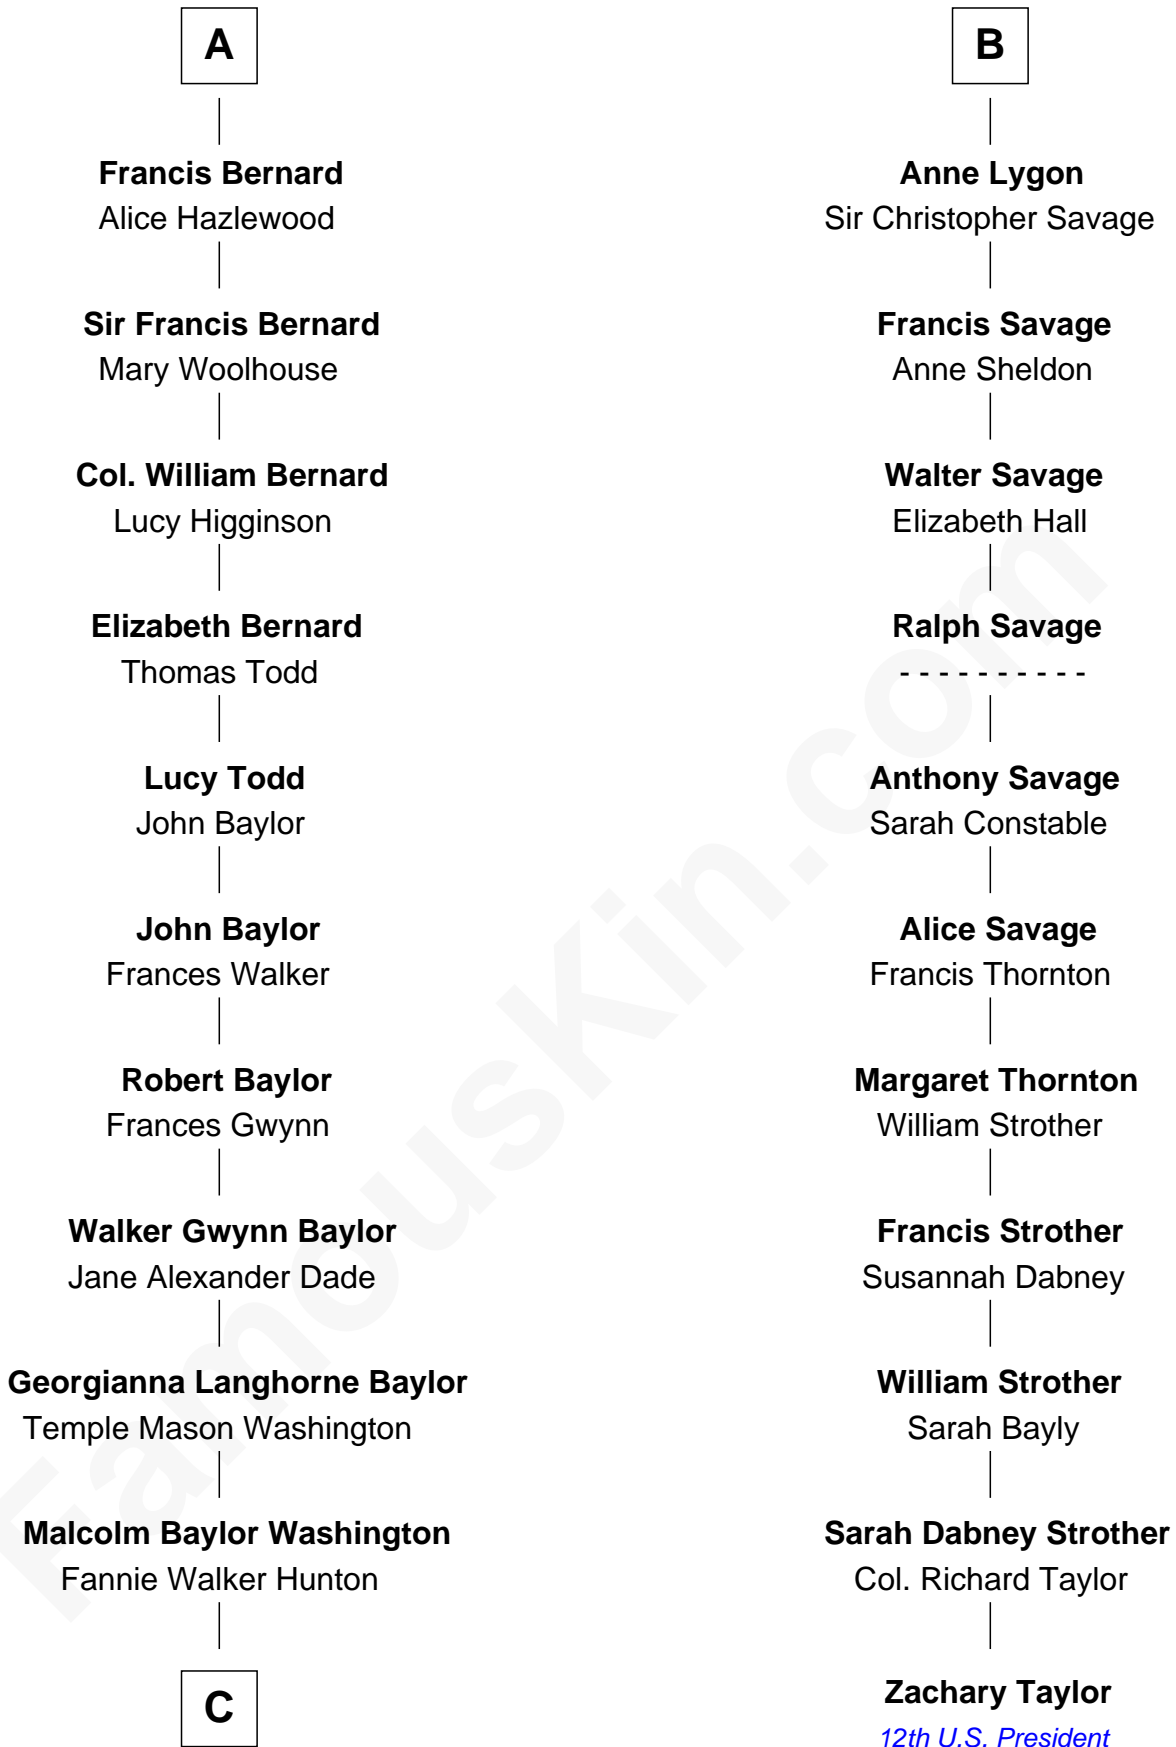 A
Francis Bernard
Alice Hazlewood
Sir Francis Bernard
Mary Woolhouse
Col. William Bernard
Lucy Higginson
Elizabeth Bernard
Thomas Todd
Lucy Todd
John Baylor
John Baylor
Frances Walker
Robert Baylor
Frances Gwynn
Walker Gwynn Baylor
Jane Alexander Dade
Georgianna Langhorne Baylor
Temple Mason Washington
Malcolm Baylor Washington
Fannie Walker Hunton
C
B
Anne Lygon
Sir Christopher Savage
Francis Savage
Anne Sheldon
Walter Savage
Elizabeth Hall
Ralph Savage
- - - - - - - - - -
Anthony Savage
Sarah Constable
Alice Savage
Francis Thornton
Margaret Thornton
William Strother
Francis Strother
Susannah Dabney
William Strother
Sarah Bayly
Sarah Dabney Strother
Col. Richard Taylor
Zachary Taylor
12th U.S. President
FamousKin.com